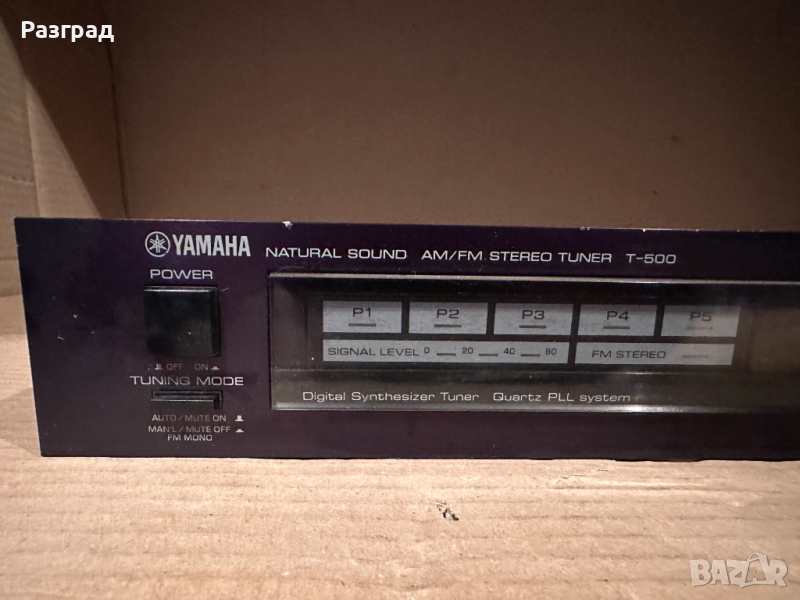 Разград
YAMAHA NATURAL SOUND AM/FM STEREO TUNER T-500
POWER
OFF ON
TUNING MODE
AUTO / MUTE ON
MAN'L / MUTE OFF
FM MONO
P1 P2 P3 P4 P5
SIGNAL LEVEL 0 20 40 80 FM STEREO
Digital Synthesizer Tuner Quartz PLL system
BAZAR